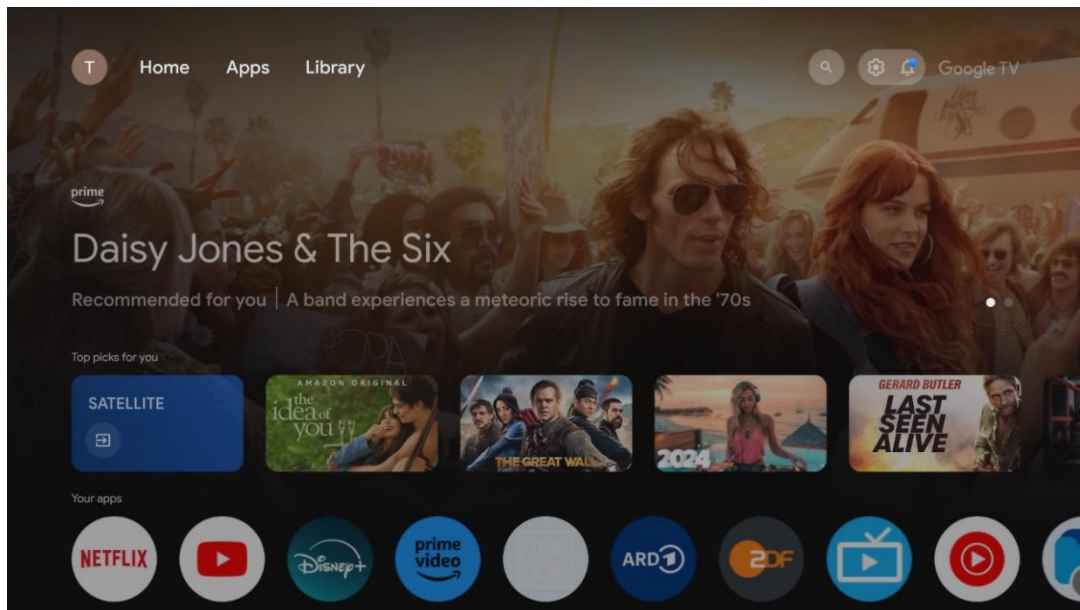 T
Home
Apps
Library
Google TV
prime
Daisy Jones & The Six
Recommended for you | A band experiences a meteoric rise to fame in the '70s
Top picks for you
SATELLITE
AMAZON ORIGINAL
the
idea of
you
THE GREAT WALL
2024
GERARD BUTLER
LAST
SEEN
ALIVE
Your apps
NETFLIX
Disney+
prime
video
ARD 1
ZDF